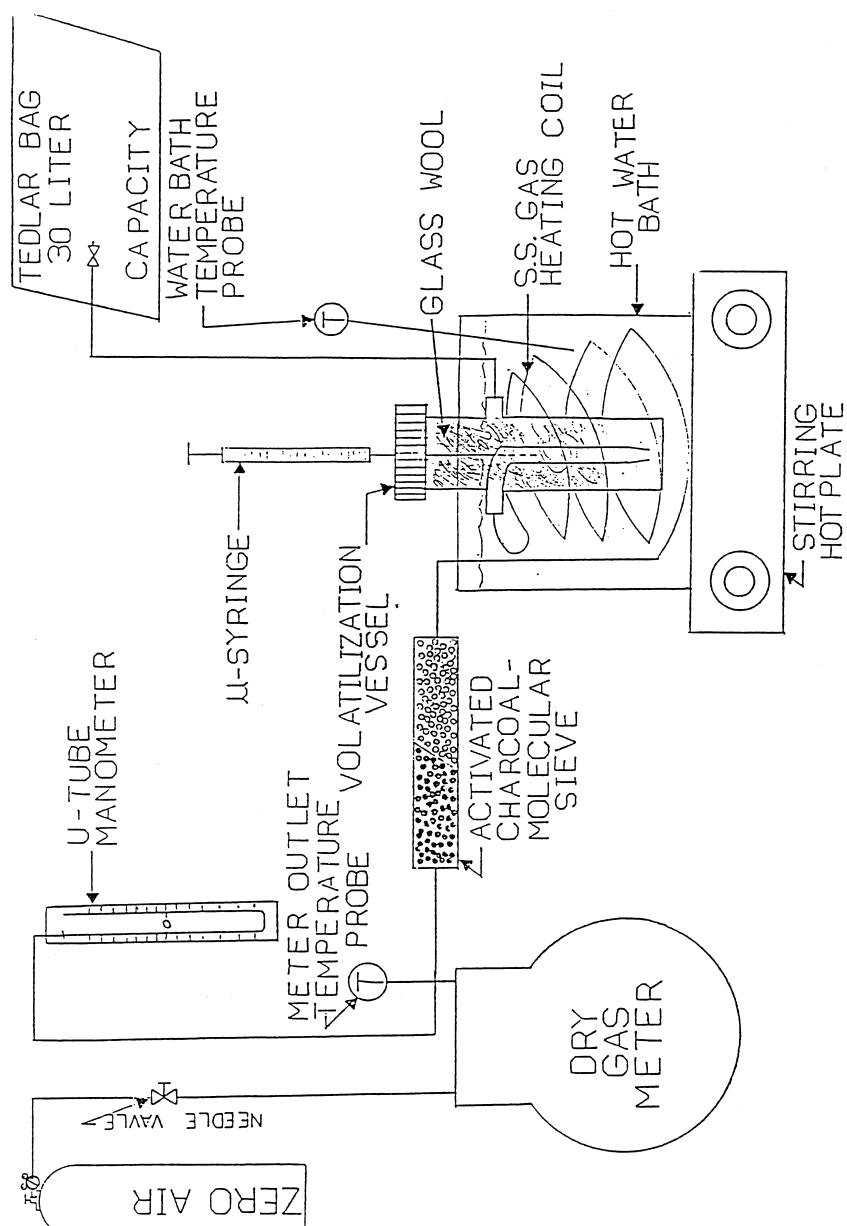 ZERO AIR
NEEDLE VAVLE
U-TUBE
MANOMETER
0
µ-SYRINGE
TEDLAR BAG
30 LITER
CAPACITY
METER OUTLET
TEMPERATURE
PROBE
T
VOLATILIZATION
VESSEL
WATER BATH
TEMPERATURE
PROBE
T
GLASS WOOL
S.S. GAS
HEATING COIL
HOT WATER
BATH
DRY
GAS
METER
ACTIVATED
CHARCOAL-
MOLECULAR
SIEVE
STIRRING
HOTPLATE